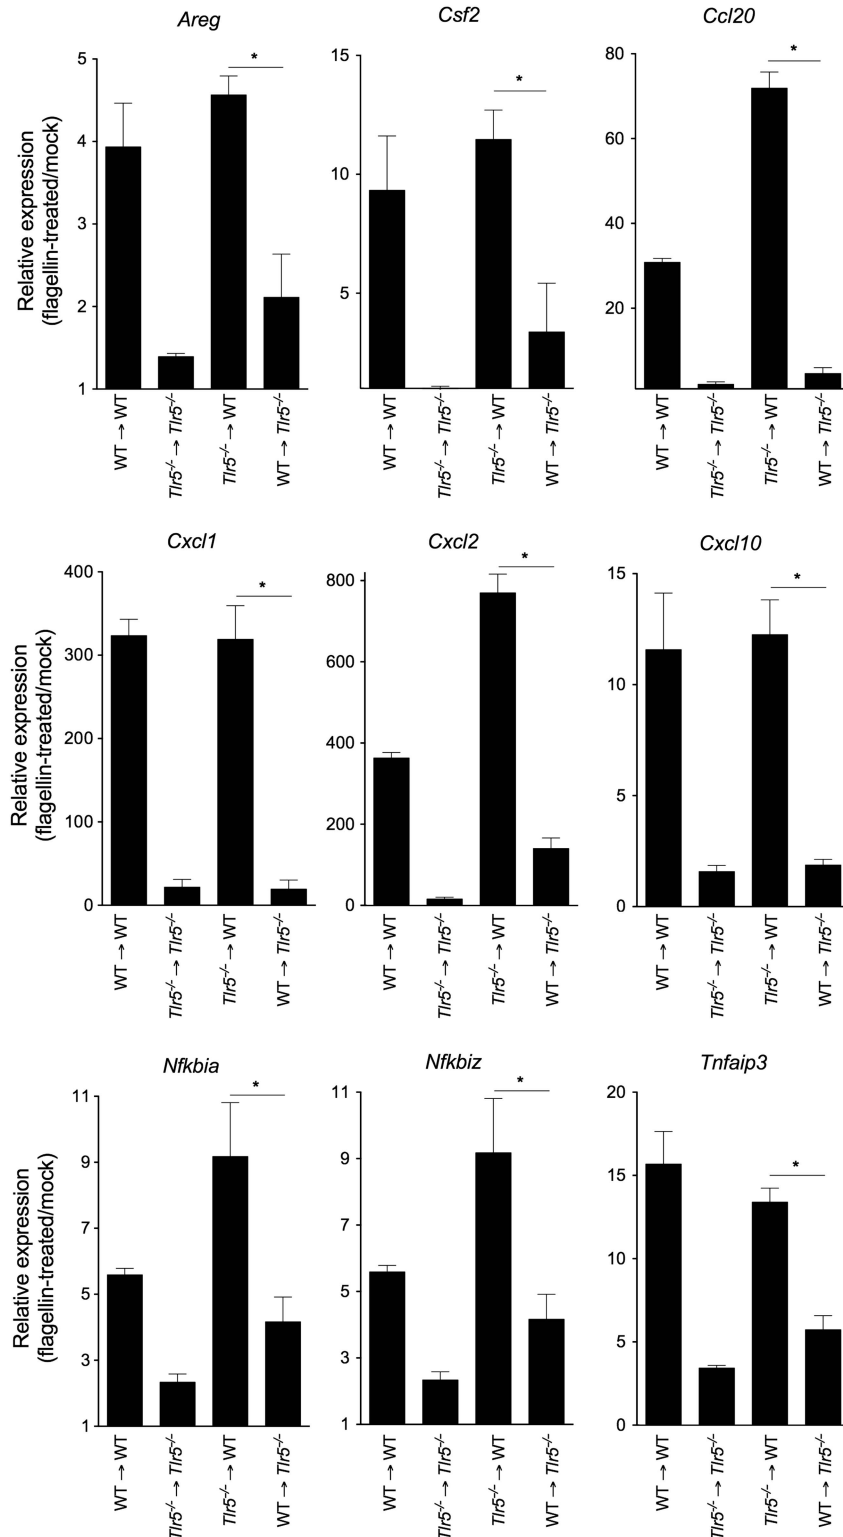 Areg
Csf2
Ccl20
Relative expression
(flagellin-treated/mock)
5
4
3
2
1
15
10
5
80
60
40
20
*
*
*
WT → WT
Tlr5-/- → Tlr5-/-
Tlr5-/- → WT
WT → Tlr5-/-
WT → WT
Tlr5-/- → Tlr5-/-
Tlr5-/- → WT
WT → Tlr5-/-
WT → WT
Tlr5-/- → Tlr5-/-
Tlr5-/- → WT
WT → Tlr5-/-
Cxcl1
Cxcl2
Cxcl10
Relative expression
(flagellin-treated/mock)
400
300
200
100
0
800
600
400
200
0
15
10
5
0
*
*
*
WT → WT
Tlr5-/- → Tlr5-/-
Tlr5-/- → WT
WT → Tlr5-/-
WT → WT
Tlr5-/- → Tlr5-/-
Tlr5-/- → WT
WT → Tlr5-/-
WT → WT
Tlr5-/- → Tlr5-/-
Tlr5-/- → WT
WT → Tlr5-/-
Nfkbia
Nfkbiz
Tnfaip3
Relative expression
(flagellin-treated/mock)
11
9
7
5
3
1
11
9
7
5
3
1
20
15
10
5
0
*
*
*
WT → WT
Tlr5-/- → Tlr5-/-
Tlr5-/- → WT
WT → Tlr5-/-
WT → WT
Tlr5-/- → Tlr5-/-
Tlr5-/- → WT
WT → Tlr5-/-
WT → WT
Tlr5-/- → Tlr5-/-
Tlr5-/- → WT
WT → Tlr5-/-